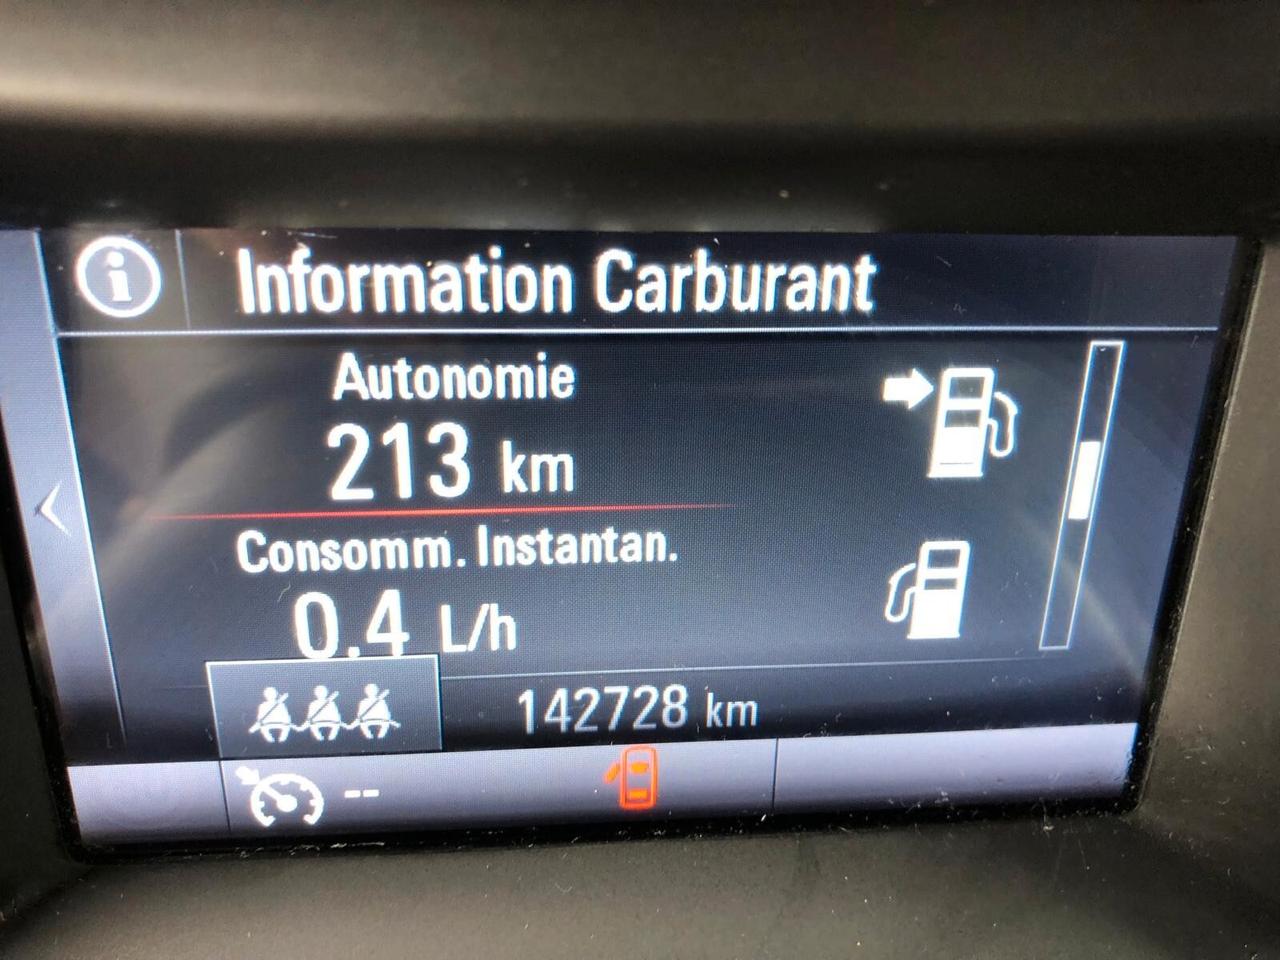 Information Carburant
Autonomie
213 km
Consomm. Instantan.
0.4 L/h
142728 km
--